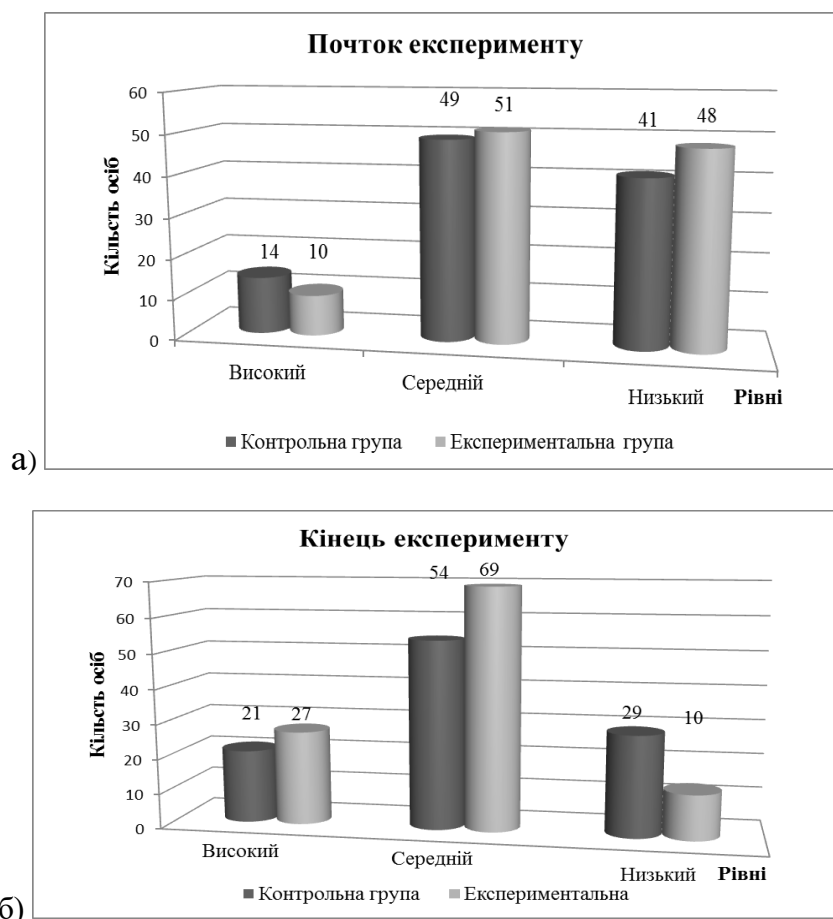 Почток експерименту
Кільсть осіб
60
50
40
30
20
10
0
14
10
49
51
41
48
Високий
Середній
Низький
Рівні
Контрольна група
Експериментальна група
а)
Кінець експерименту
Кільсть осіб
70
60
50
40
30
20
10
0
21
27
54
69
29
10
Високий
Середній
Низький
Рівні
Контрольна група
Експериментальна
б)